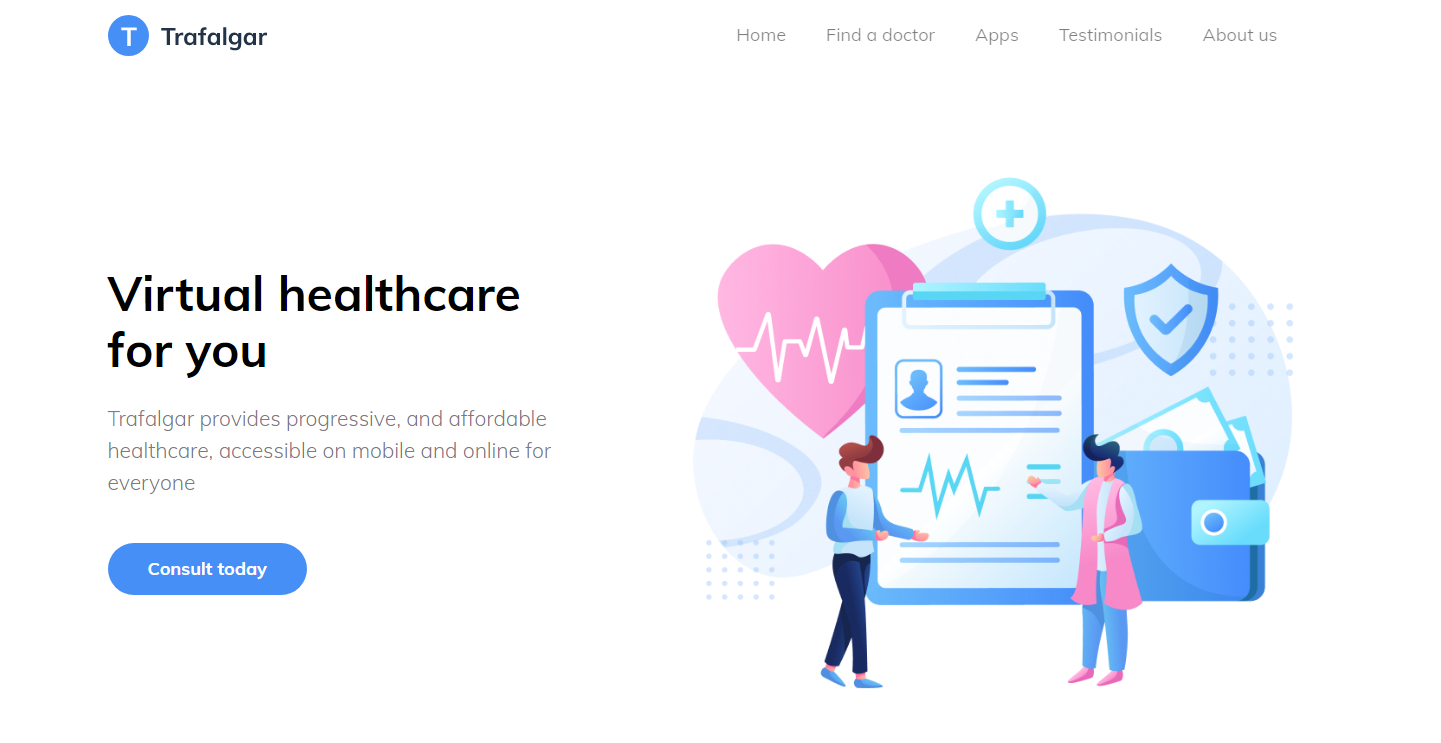 T Trafalgar
Home Find a doctor Apps Testimonials About us
Virtual healthcare
for you
Trafalgar provides progressive, and affordable
healthcare, accessible on mobile and online for
everyone
Consult today